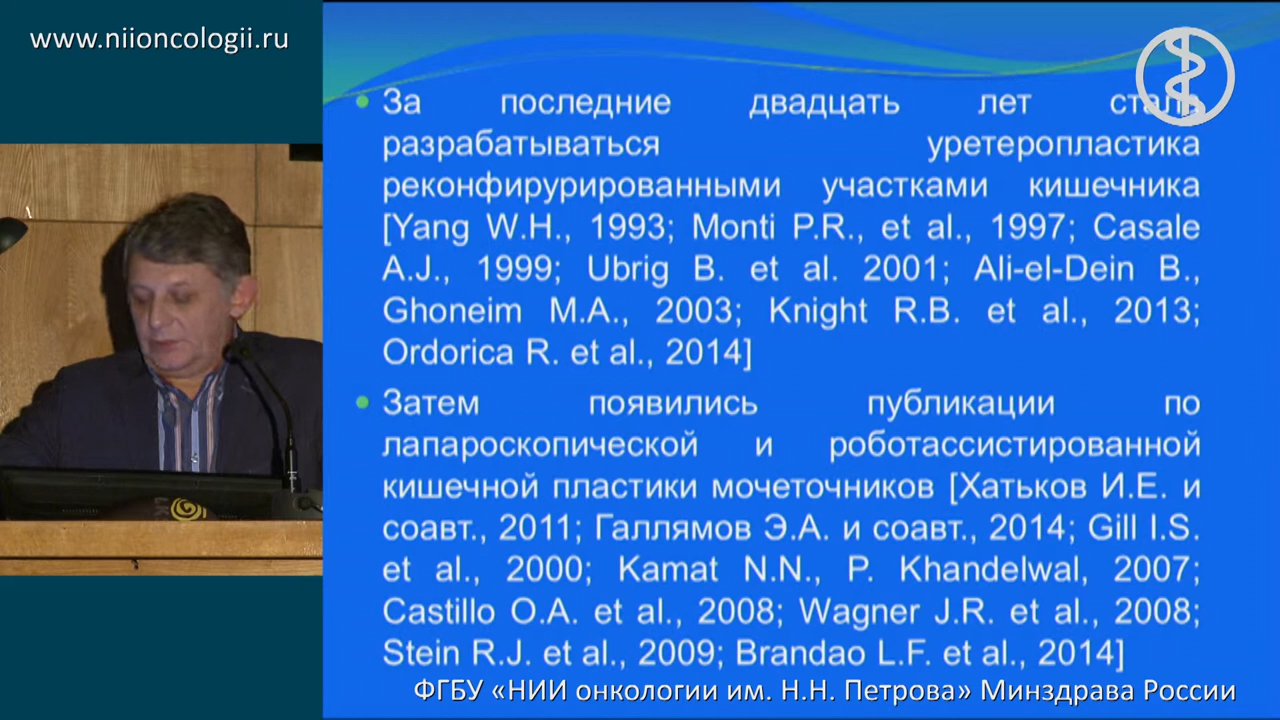 www.niioncologii.ru
• За последние двадцать лет стали
разрабатываться уретеропластика
реконфирурированными участками кишечника
[Yang W.H., 1993; Monti P.R., et al., 1997; Casale
A.J., 1999; Ubrig B. et al. 2001; Ali-el-Dein B.,
Ghoneim M.A., 2003; Knight R.B. et al., 2013;
Ordorica R. et al., 2014]
• Затем появились публикации по
лапароскопической и роботассистированной
кишечной пластики мочеточников [Хатьков И.Е. и
соавт., 2011; Галлямов Э.А. и соавт., 2014; Gill I.S.
et al., 2000; Kamat N.N., P. Khandelwal, 2007;
Castillo O.A. et al., 2008; Wagner J.R. et al., 2008;
Stein R.J. et al., 2009; Brandao L.F. et al., 2014]
ФГБУ «НИИ онкологии им. Н.Н. Петрова» Минздрава России